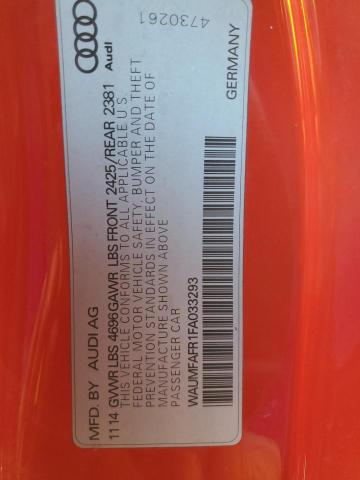 MFD. BY AUDI AG
1114 GVWR LBS 4696 GAWR LBS FRONT 2425/REAR 2381
THIS VEHICLE CONFORMS TO ALL APPLICABLE U S
FEDERAL MOTOR VEHICLE SAFETY, BUMPER AND THEFT
PREVENTION STANDARDS IN EFFECT ON THE DATE OF
MANUFACTURE SHOWN ABOVE
PASSENGER CAR
WAUMFAFR1FA033293
GERMANY
Audi
4730261